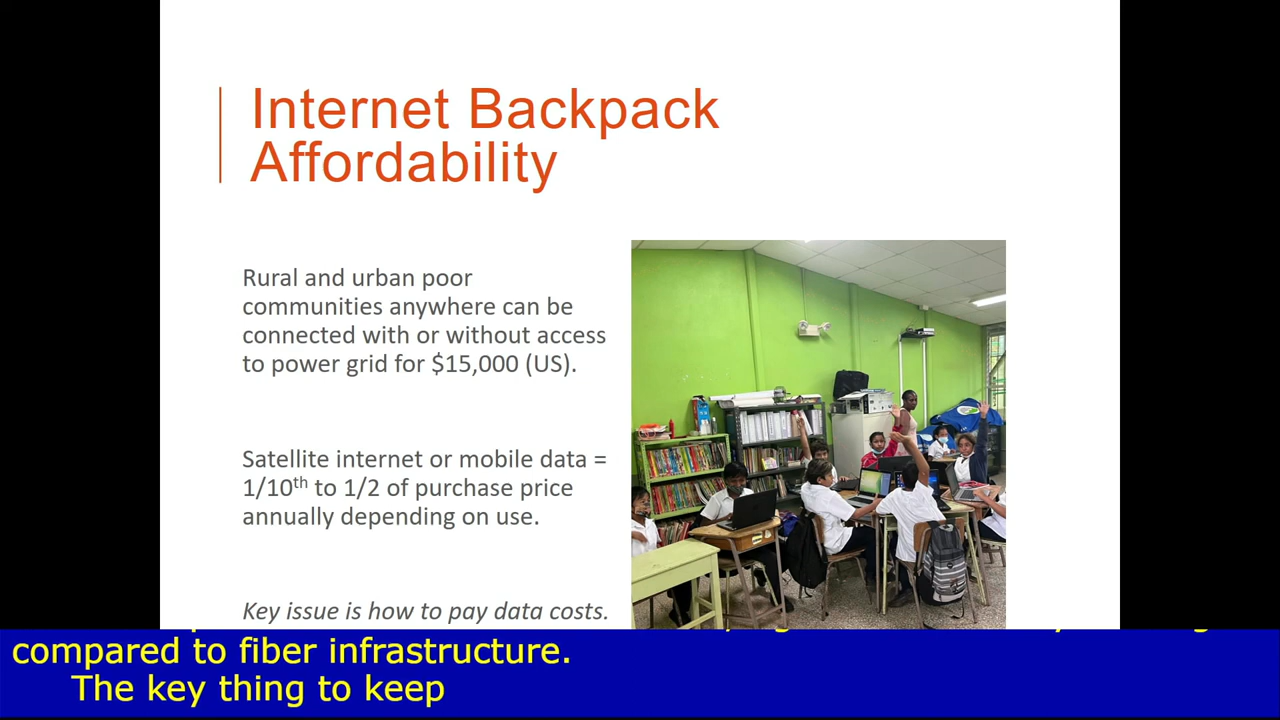 Internet Backpack
Affordability
Rural and urban poor
communities anywhere can be
connected with or without access
to power grid for $15,000 (US).
Satellite internet or mobile data =
1/10th to 1/2 of purchase price
annually depending on use.
Key issue is how to pay data costs.
compared to fiber infrastructure.
The key thing to keep